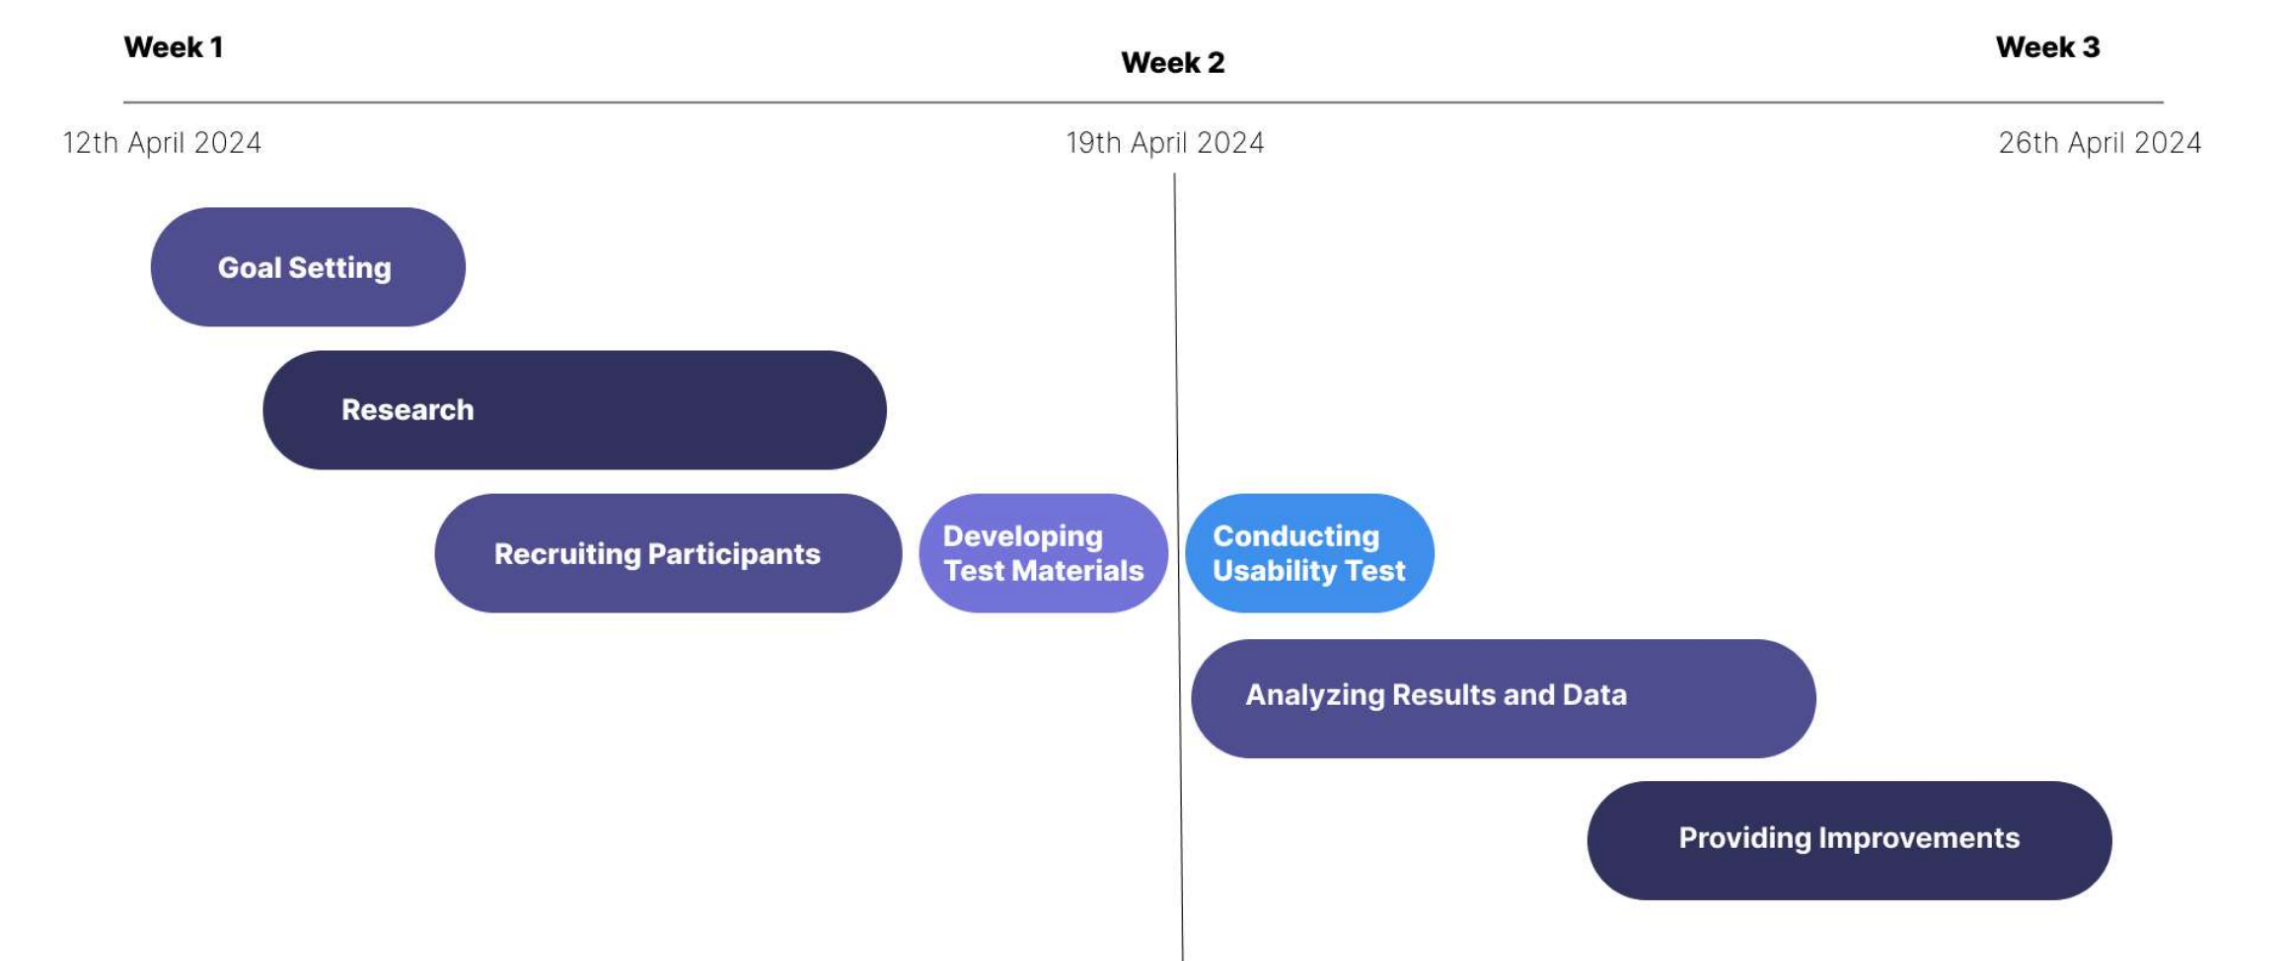 Week 1
Week 2
Week 3
12th April 2024
19th April 2024
26th April 2024
Goal Setting
Research
Recruiting Participants
Developing
Test Materials
Conducting
Usability Test
Analyzing Results and Data
Providing Improvements